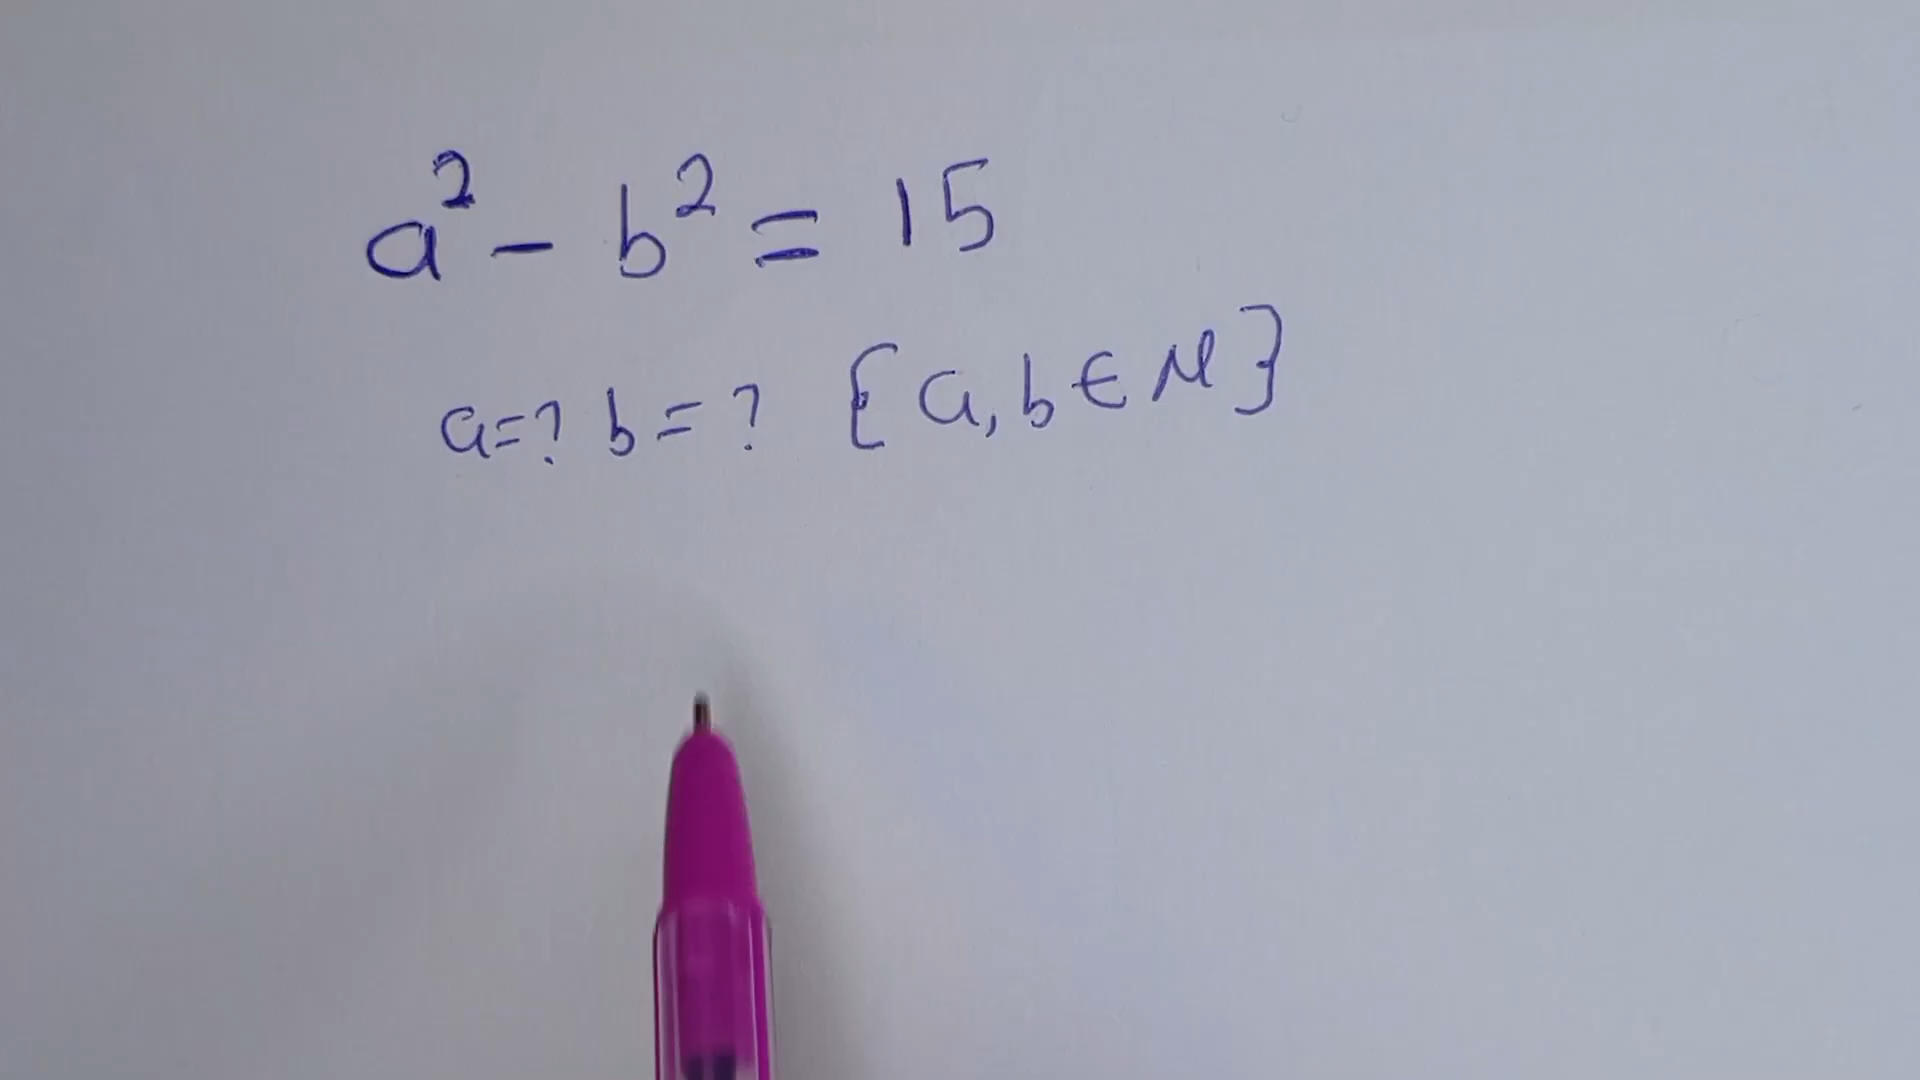 a² - b² = 15
a=? b=? {a,b∈N}